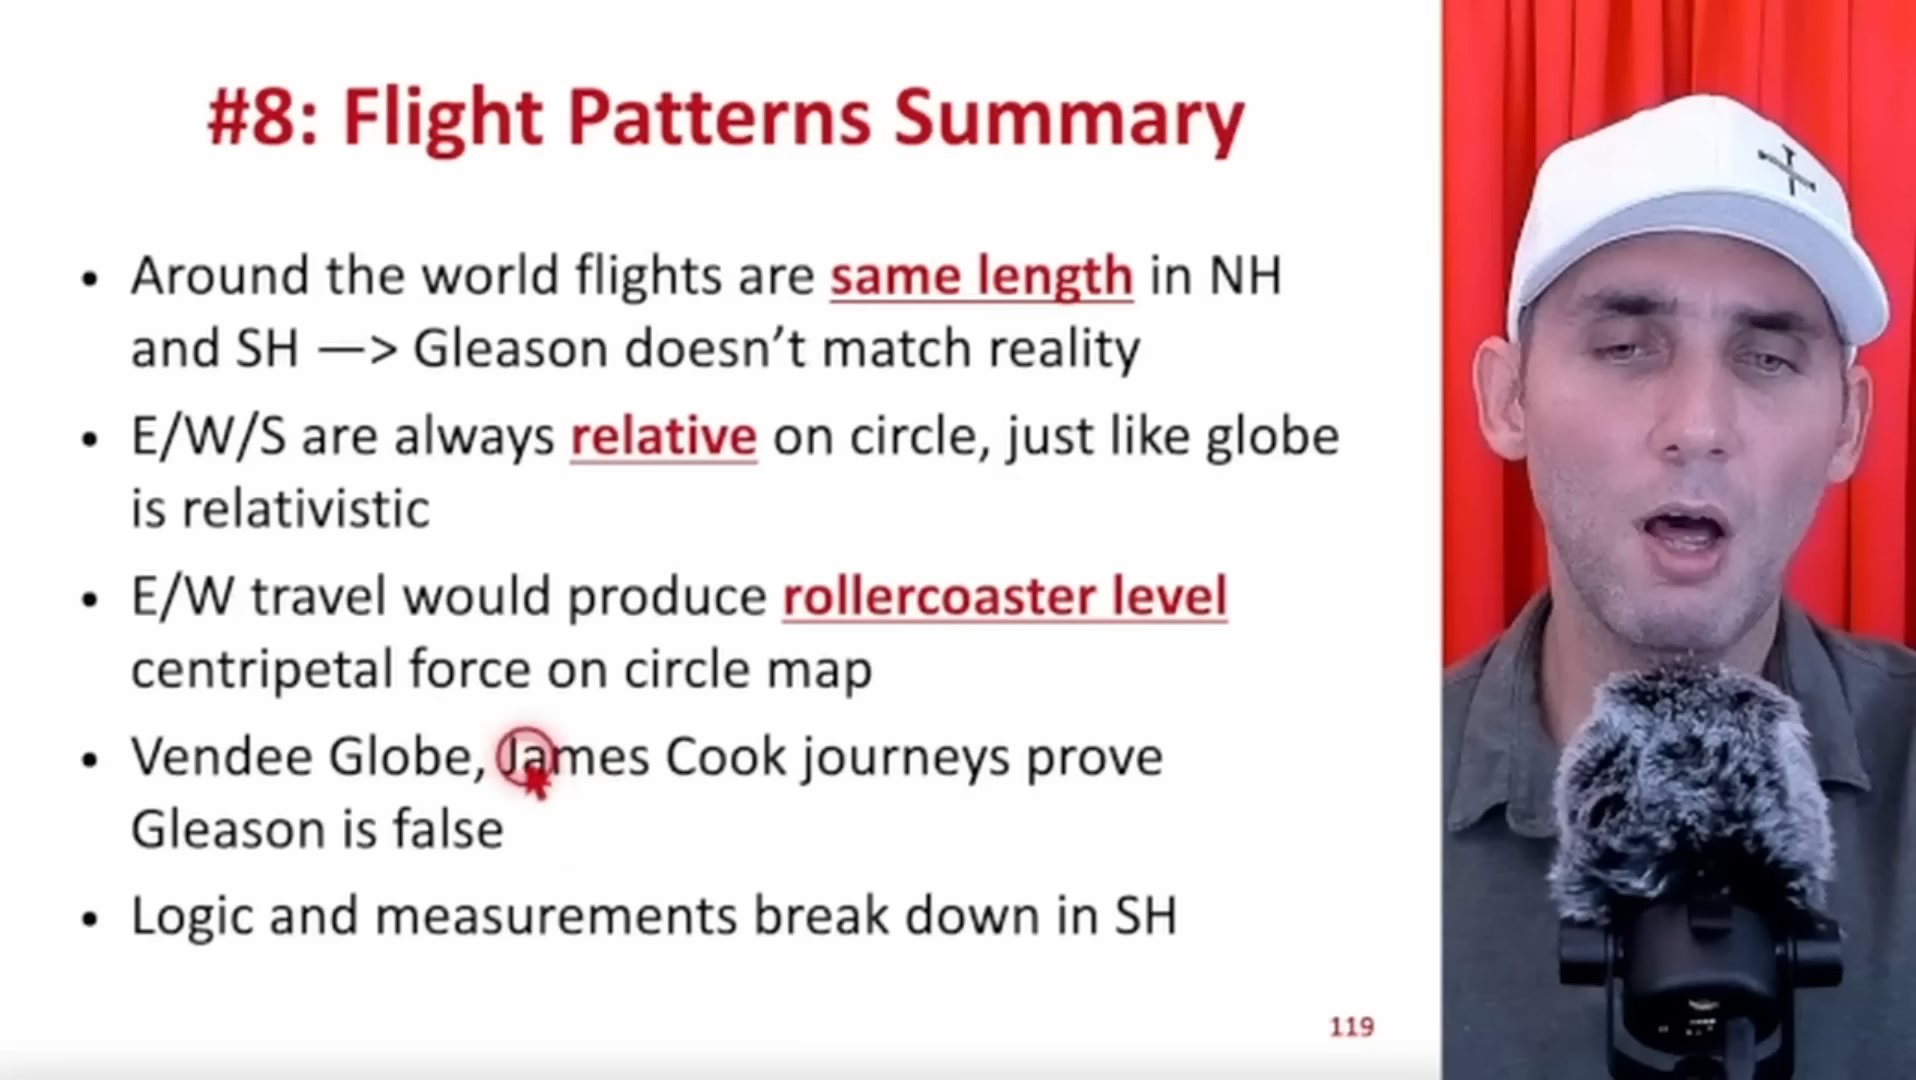 #8: Flight Patterns Summary
• Around the world flights are same length in NH
and SH —> Gleason doesn’t match reality
• E/W/S are always relative on circle, just like globe
is relativistic
• E/W travel would produce rollercoaster level
centripetal force on circle map
• Vendee Globe, James Cook journeys prove
Gleason is false
• Logic and measurements break down in SH
119